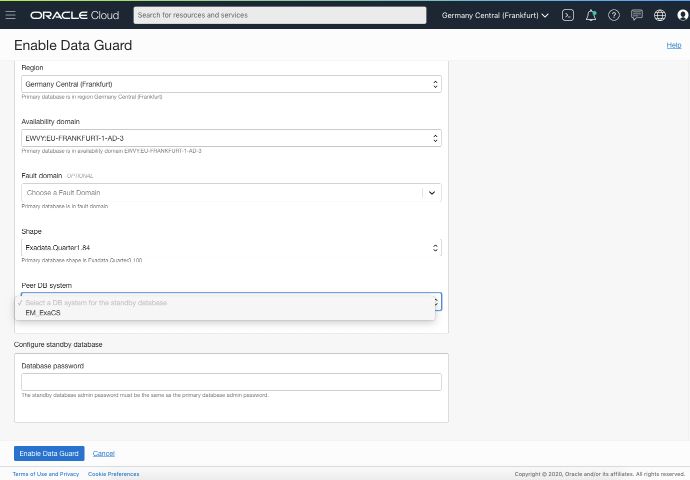 ORACLE Cloud
Search for resources and services
Germany Central (Frankfurt)
Enable Data Guard
Help
Region
Germany Central (Frankfurt)
Primary database is in region Germany Central (Frankfurt)
Availability domain
EWVY:EU-FRANKFURT-1-AD-3
Primary database is in availability domain EWVY:EU-FRANKFURT-1-AD-3
Fault domain OPTIONAL
Choose a Fault Domain
Primary database is in fault domain
Shape
Exadata.Quarter1.84
Primary database shape is Exadata.Quarter3.100
Peer DB system
✓ Select a DB system for the standby database
EM_ExaCS
Configure standby database
Database password
The standby database admin password must be the same as the primary database admin password.
Enable Data Guard
Cancel
Terms of Use and Privacy
Cookie Preferences
Copyright © 2020, Oracle and/or its affiliates. All rights reserved.